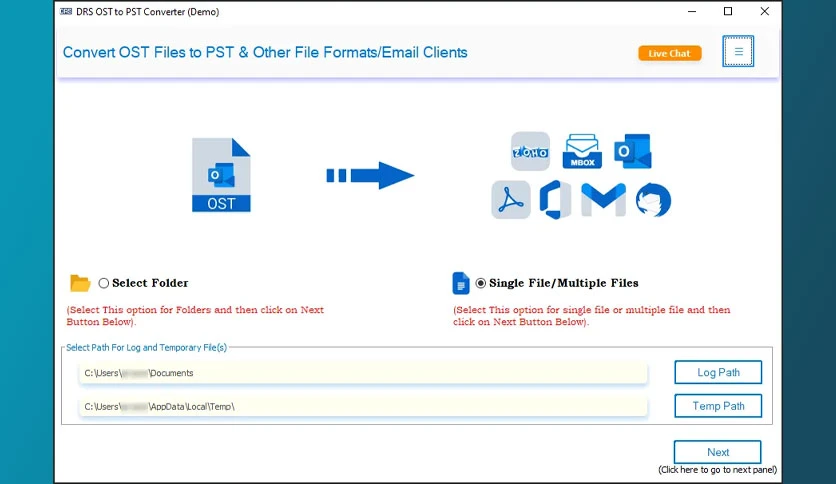 DRS OST to PST Converter (Demo)
Convert OST Files to PST & Other File Formats/Email Clients
Live Chat
OST
ZOHO
MBOX
Select Folder
(Select This option for Folders and then click on Next
Button Below).
Single File/Multiple Files
(Select This option for single file or multiple file and then
click on Next Button Below).
Select Path For Log and Temporary File(s)
C:\Users\ \Documents
Log Path
C:\Users\ \AppData\Local\Temp\
Temp Path
Next
(Click here to go to next panel)